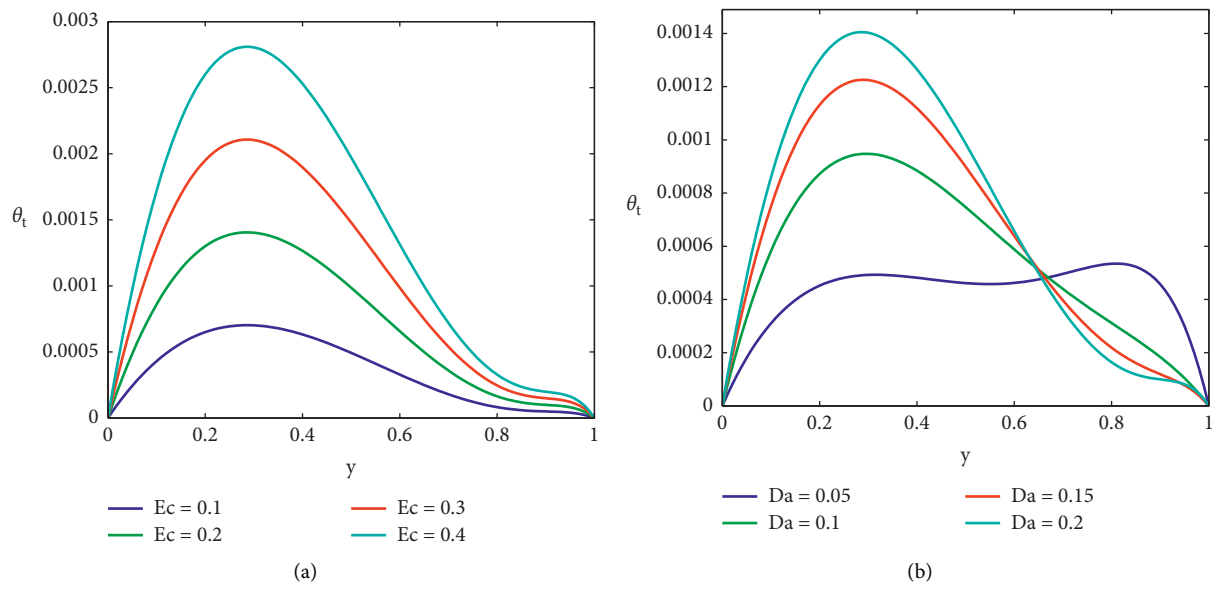 0.003
0.0025
0.002
0.0015
0.001
0.0005
0
θt
0 0.2 0.4 0.6 0.8 1
y
Ec = 0.1 Ec = 0.3
Ec = 0.2 Ec = 0.4
(a)
0.0014
0.0012
0.001
0.0008
0.0006
0.0004
0.0002
0
θt
0 0.2 0.4 0.6 0.8 1
y
Da = 0.05 Da = 0.15
Da = 0.1 Da = 0.2
(b)